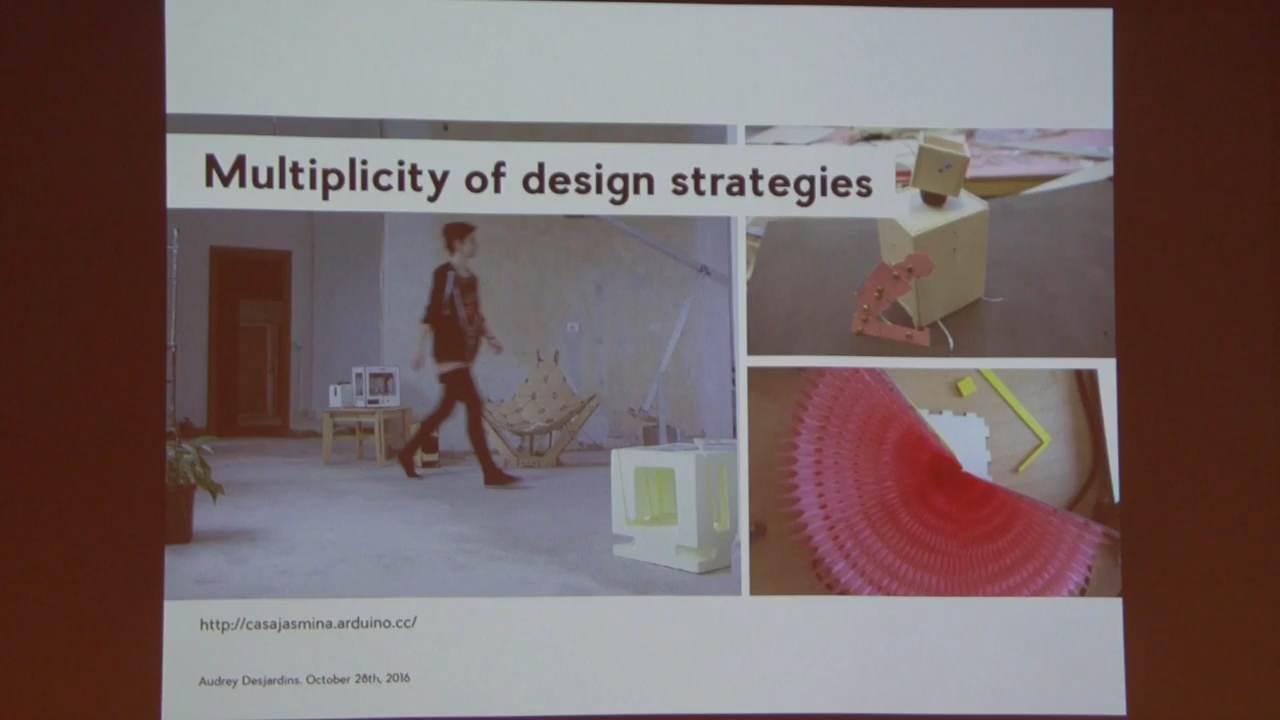 Multiplicity of design strategies
http://casajasmina.arduino.cc/
Audrey Desjardins. October 28th, 2016